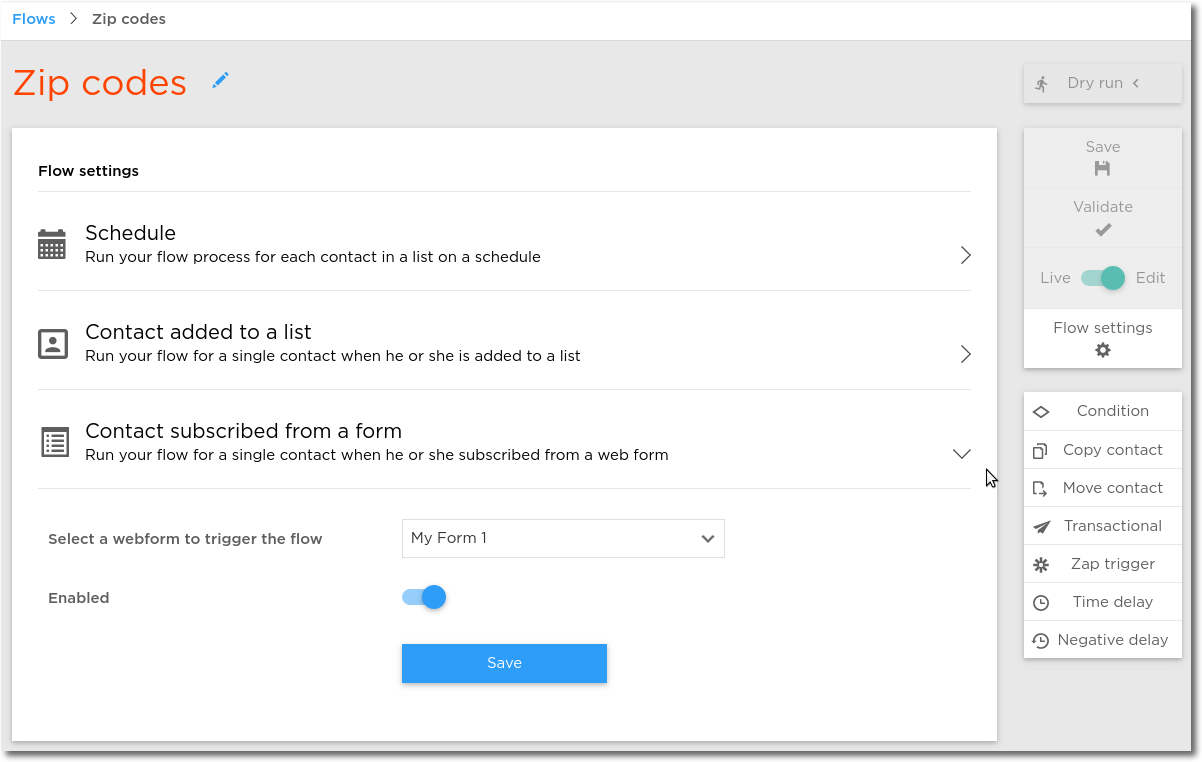 Flows > Zip codes
Zip codes
Dry run <
Flow settings
Schedule
Run your flow process for each contact in a list on a schedule
Contact added to a list
Run your flow for a single contact when he or she is added to a list
Contact subscribed from a form
Run your flow for a single contact when he or she subscribed from a web form
Select a webform to trigger the flow
My Form 1
Enabled
Save
Save
Validate
Live Edit
Flow settings
Condition
Copy contact
Move contact
Transactional
Zap trigger
Time delay
Negative delay